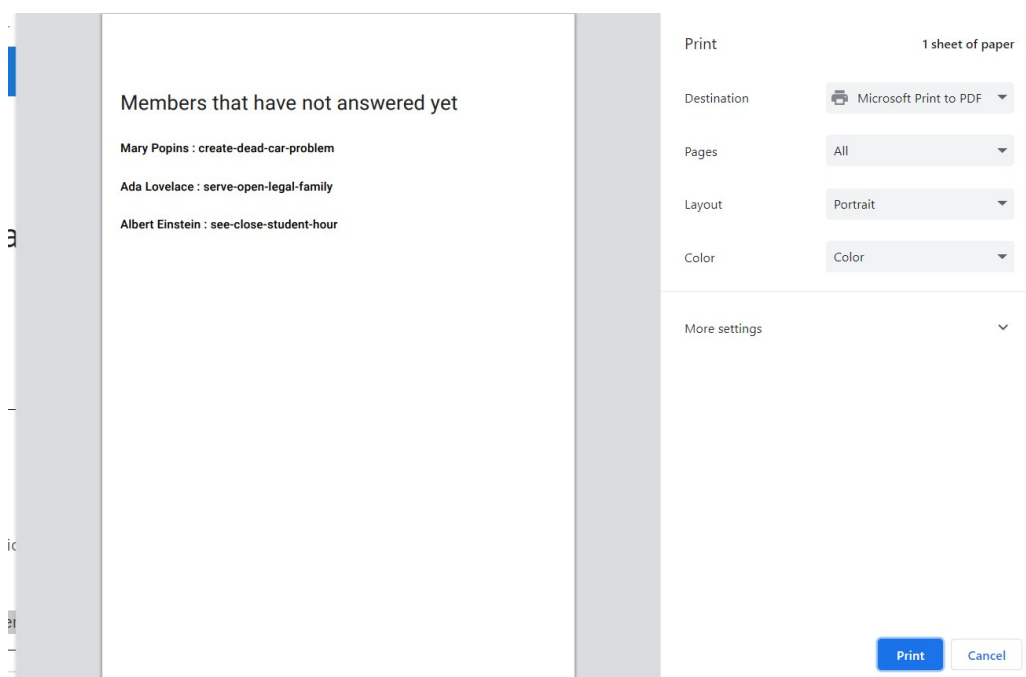 Members that have not answered yet
Mary Popins : create-dead-car-problem
Ada Lovelace : serve-open-legal-family
Albert Einstein : see-close-student-hour
Print 1 sheet of paper
Destination Microsoft Print to PDF
Pages All
Layout Portrait
Color Color
More settings
Print Cancel